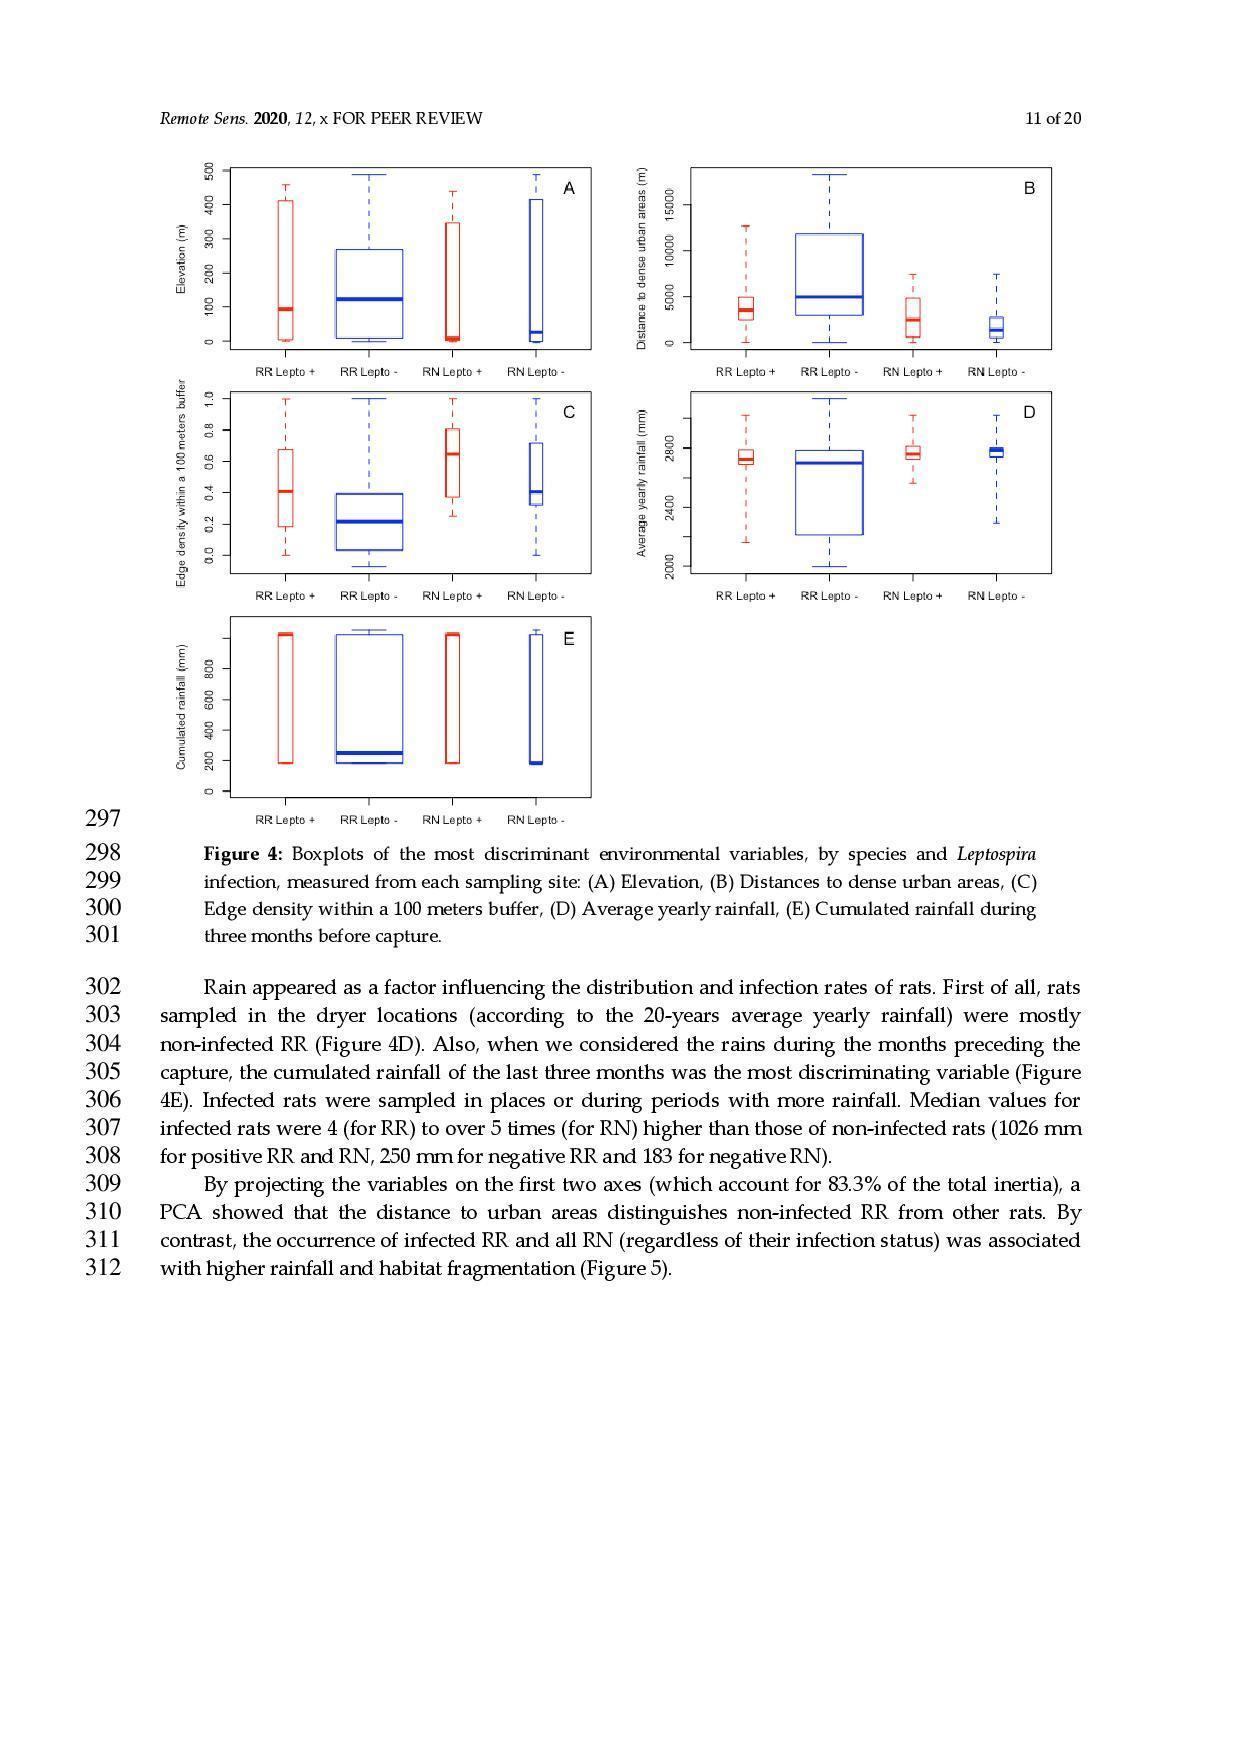 Remote Sens. 2020, 12, x FOR PEER REVIEW 11 of 20
Elevation (m)
0 100 200 300 400 500
A
RR Lepto + RR Lepto - RN Lepto + RN Lepto -
Distance to dense urban areas (m)
0 5000 10000 15000
B
RR Lepto + RR Lepto - RN Lepto + RN Lepto -
Edge density within a 100 meters buffer
0.0 0.2 0.4 0.6 0.8 1.0
C
RR Lepto + RR Lepto - RN Lepto + RN Lepto -
Average yearly rainfall (mm)
2000 2400 2800
D
RR Lepto + RR Lepto - RN Lepto + RN Lepto -
Cumulated rainfall (mm)
0 200 400 600 800
E
RR Lepto + RR Lepto - RN Lepto + RN Lepto -
297
298 Figure 4: Boxplots of the most discriminant environmental variables, by species and Leptospira
299 infection, measured from each sampling site: (A) Elevation, (B) Distances to dense urban areas, (C)
300 Edge density within a 100 meters buffer, (D) Average yearly rainfall, (E) Cumulated rainfall during
301 three months before capture.
302 Rain appeared as a factor influencing the distribution and infection rates of rats. First of all, rats
303 sampled in the dryer locations (according to the 20-years average yearly rainfall) were mostly
304 non-infected RR (Figure 4D). Also, when we considered the rains during the months preceding the
305 capture, the cumulated rainfall of the last three months was the most discriminating variable (Figure
306 4E). Infected rats were sampled in places or during periods with more rainfall. Median values for
307 infected rats were 4 (for RR) to over 5 times (for RN) higher than those of non-infected rats (1026 mm
308 for positive RR and RN, 250 mm for negative RR and 183 for negative RN).
309 By projecting the variables on the first two axes (which account for 83.3% of the total inertia), a
310 PCA showed that the distance to urban areas distinguishes non-infected RR from other rats. By
311 contrast, the occurrence of infected RR and all RN (regardless of their infection status) was associated
312 with higher rainfall and habitat fragmentation (Figure 5).